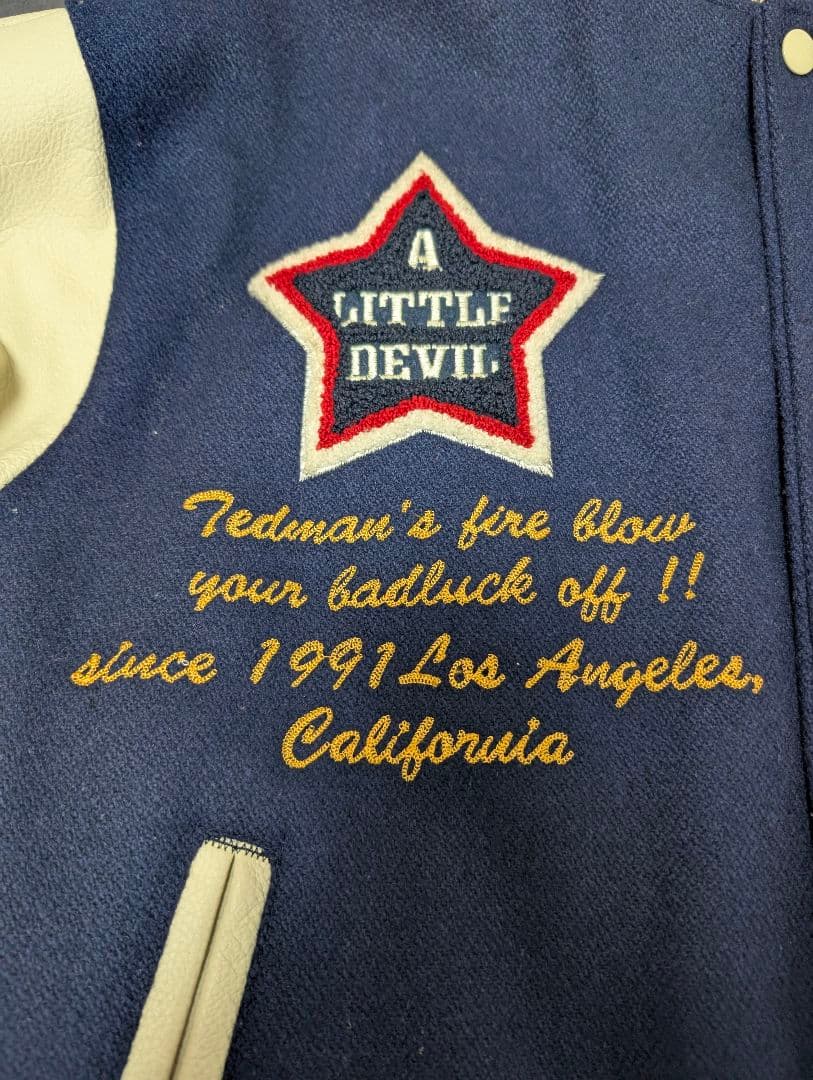 A
LITTLE
DEVIL
Tedman's fire blow
your badluck off !!
since 1991 Los Angeles,
California